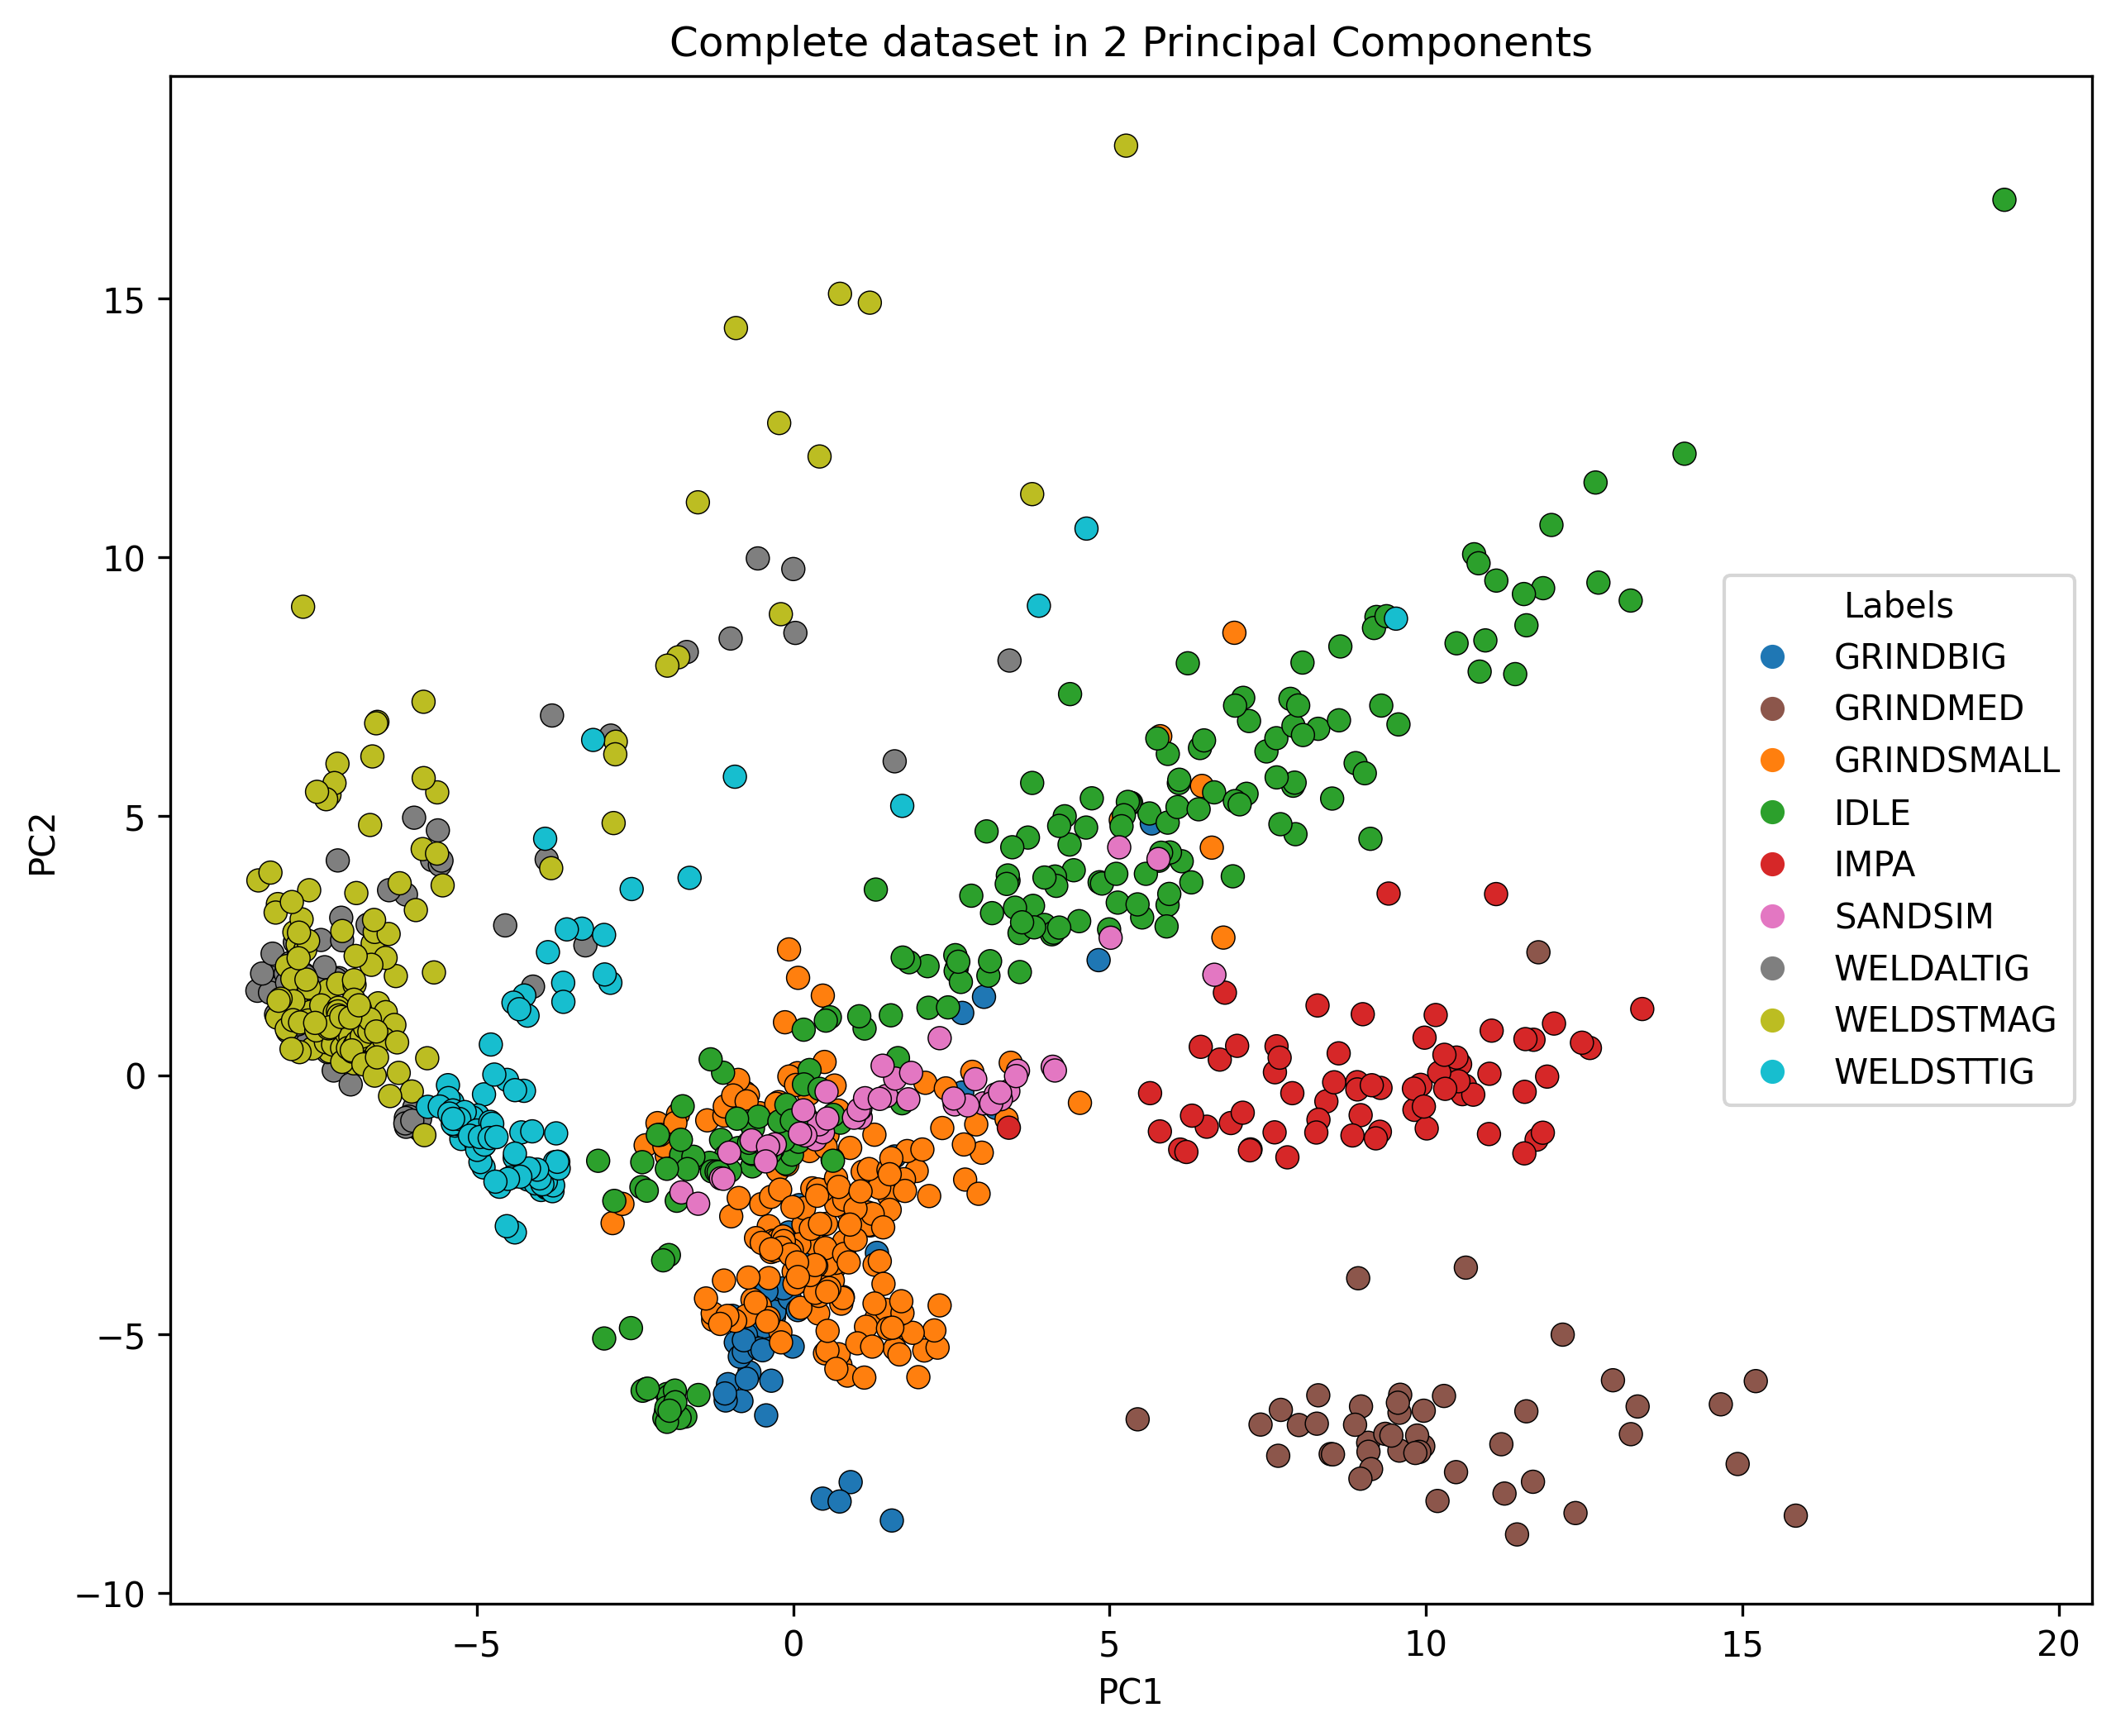 Complete dataset in 2 Principal Components
PC2
15
10
5
0
−5
−10
−5
0
5
10
15
20
PC1
Labels
GRINDBIG
GRINDMED
GRINDSMALL
IDLE
IMPA
SANDSIM
WELDALTIG
WELDSTMAG
WELDSTTIG